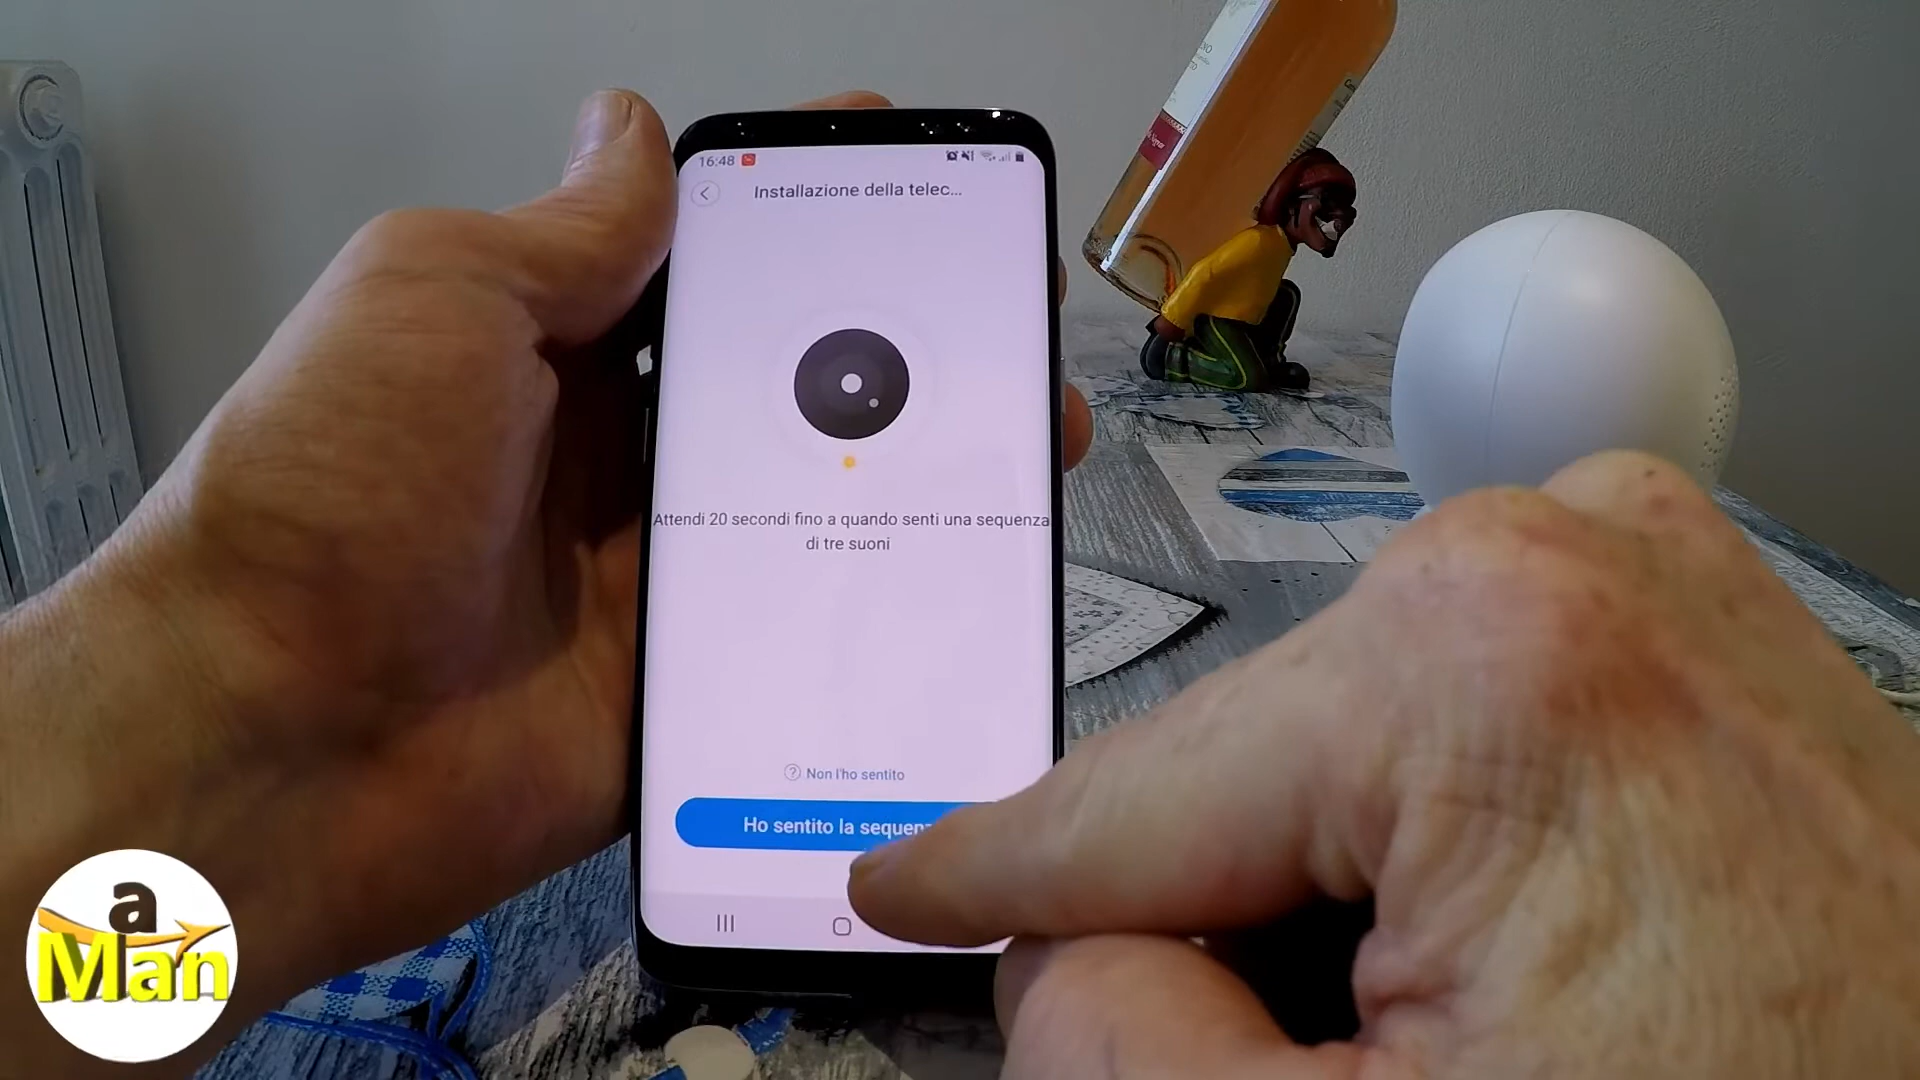 16:48
Installazione della telec...
Attendi 20 secondi fino a quando senti una sequenza
di tre suoni
Non l'ho sentito
Ho sentito la
a
Man